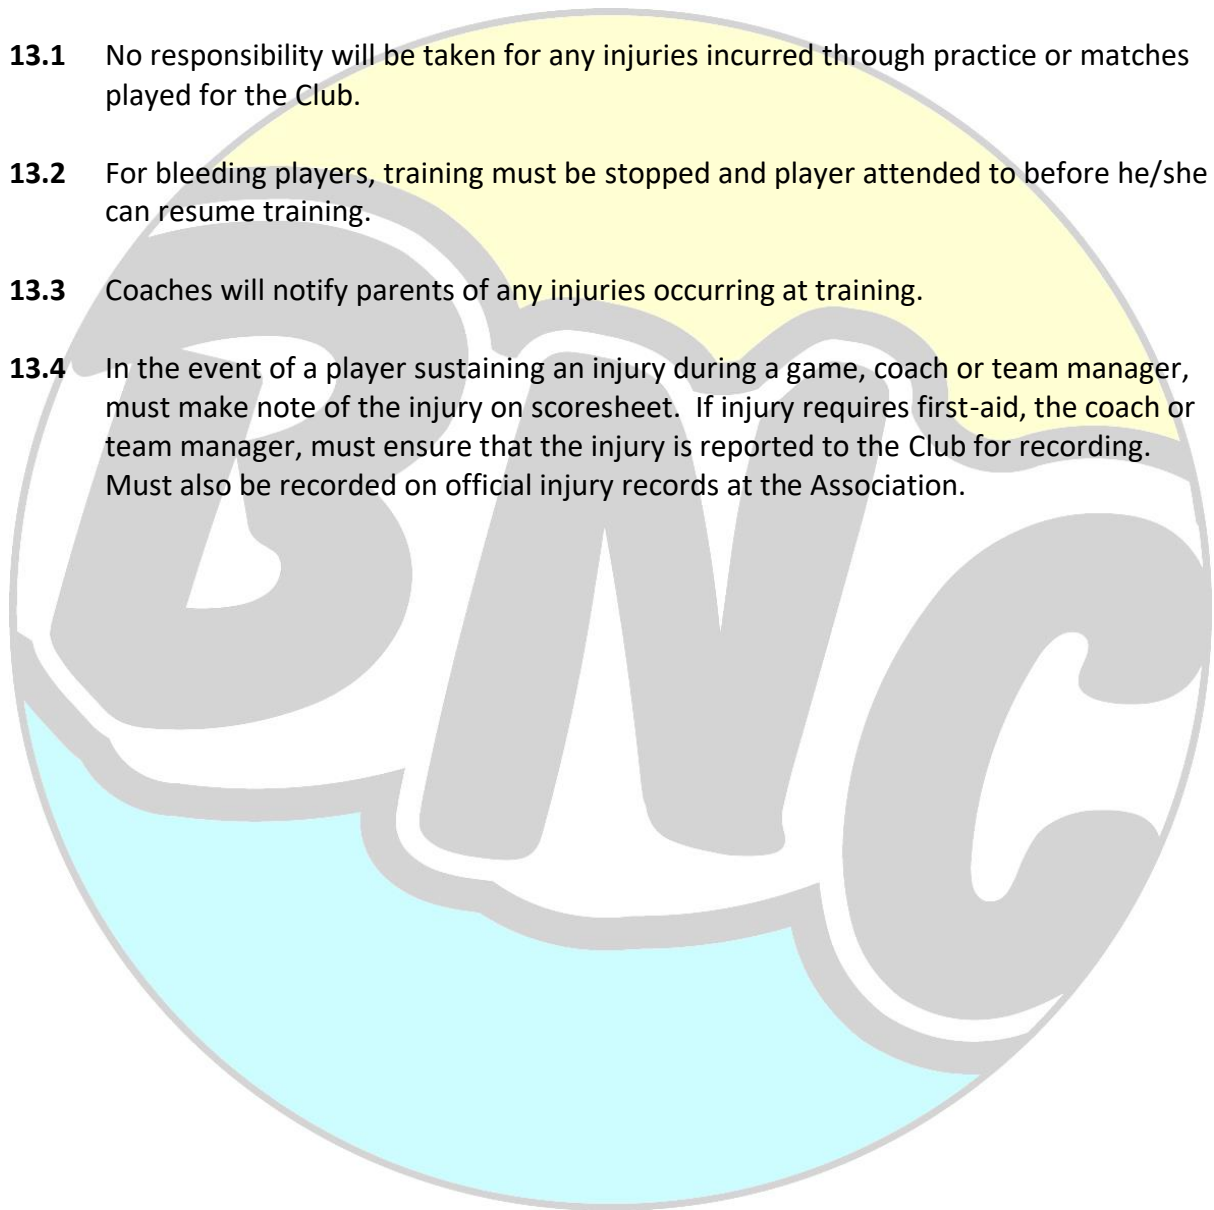 13.1 No responsibility will be taken for any injuries incurred through practice or matches
played for the Club.
13.2 For bleeding players, training must be stopped and player attended to before he/she
can resume training.
13.3 Coaches will notify parents of any injuries occurring at training.
13.4 In the event of a player sustaining an injury during a game, coach or team manager,
must make note of the injury on scoresheet.  If injury requires first-aid, the coach or
team manager, must ensure that the injury is reported to the Club for recording.
Must also be recorded on official injury records at the Association.
BNC